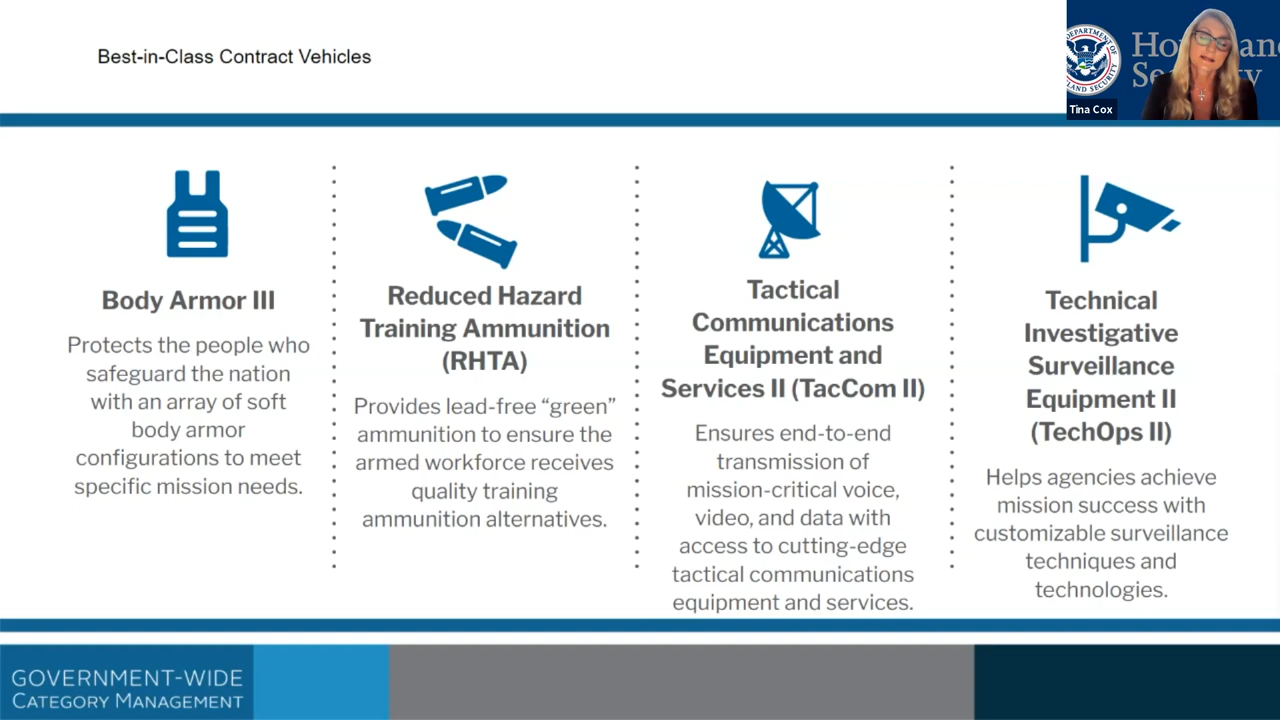 Best-in-Class Contract Vehicles
Tina Cox
Body Armor III
Protects the people who
safeguard the nation
with an array of soft
body armor
configurations to meet
specific mission needs.
Reduced Hazard
Training Ammunition
(RHTA)
Provides lead-free “green”
ammunition to ensure the
armed workforce receives
quality training
ammunition alternatives.
Tactical
Communications
Equipment and
Services II (TacCom II)
Ensures end-to-end
transmission of
mission-critical voice,
video, and data with
access to cutting-edge
tactical communications
equipment and services.
Technical
Investigative
Surveillance
Equipment II
(TechOps II)
Helps agencies achieve
mission success with
customizable surveillance
techniques and
technologies.
GOVERNMENT-WIDE
CATEGORY MANAGEMENT